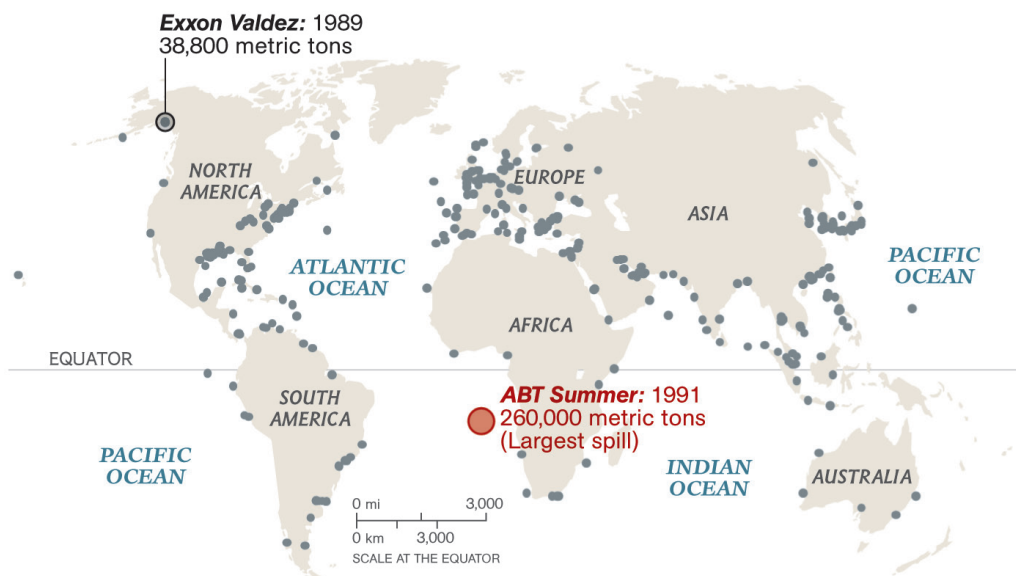 Exxon Valdez: 1989
38,800 metric tons
NORTH
AMERICA
EUROPE
ASIA
ATLANTIC
OCEAN
PACIFIC
OCEAN
AFRICA
EQUATOR
SOUTH
AMERICA
ABT Summer: 1991
260,000 metric tons
(Largest spill)
PACIFIC
OCEAN
INDIAN
OCEAN
AUSTRALIA
0 mi 3,000
0 km 3,000
SCALE AT THE EQUATOR